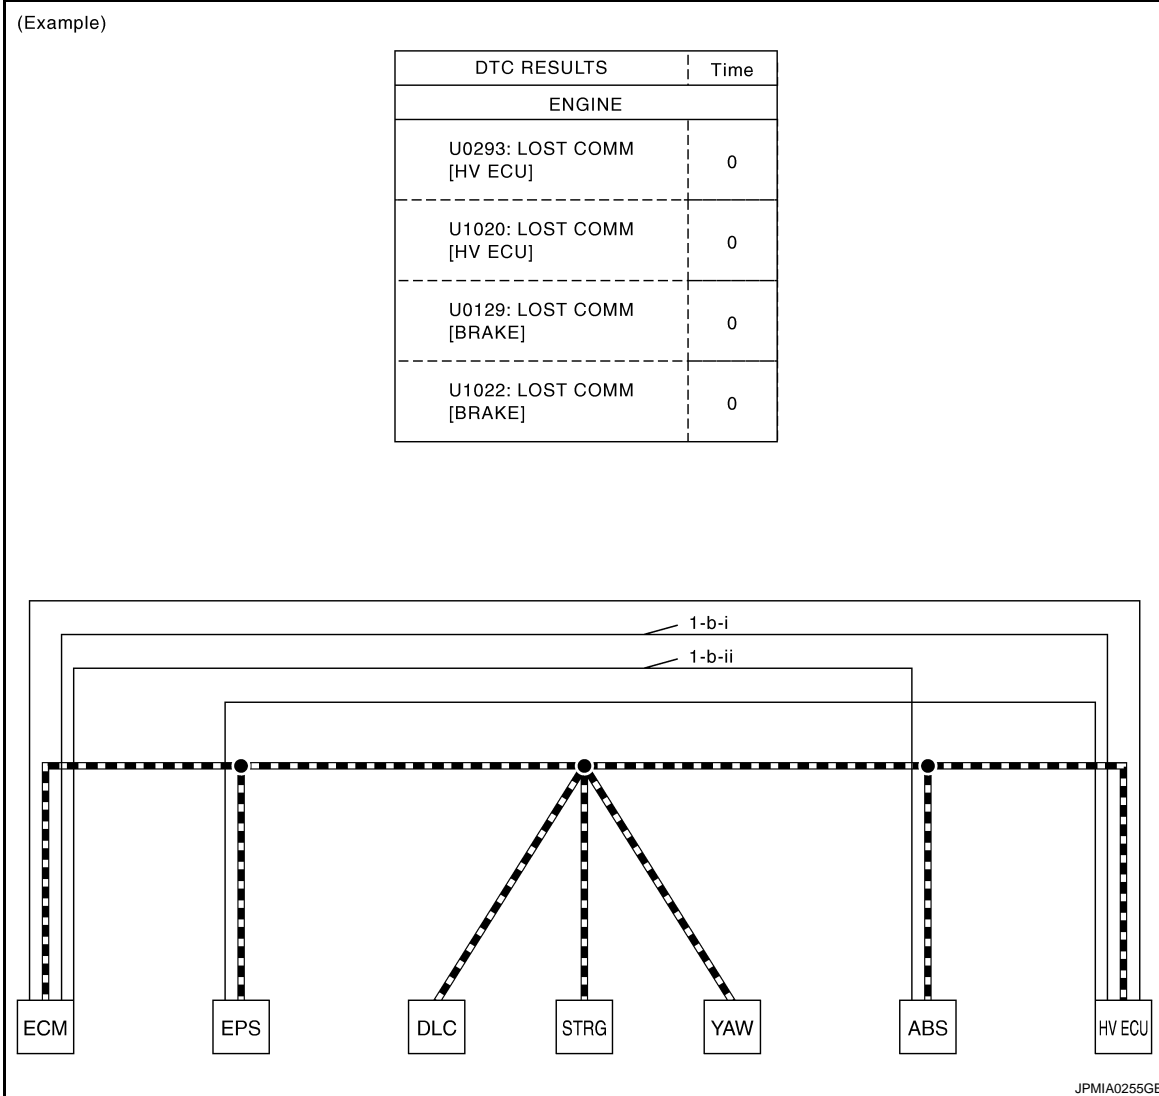 (Example)
DTC RESULTS Time
ENGINE
U0293: LOST COMM
[HV ECU]
0
U1020: LOST COMM
[HV ECU]
0
U0129: LOST COMM
[BRAKE]
0
U1022: LOST COMM
[BRAKE]
0
1-b-i
1-b-ii
ECM EPS DLC STRG YAW ABS HV ECU
JPMIA0255GB